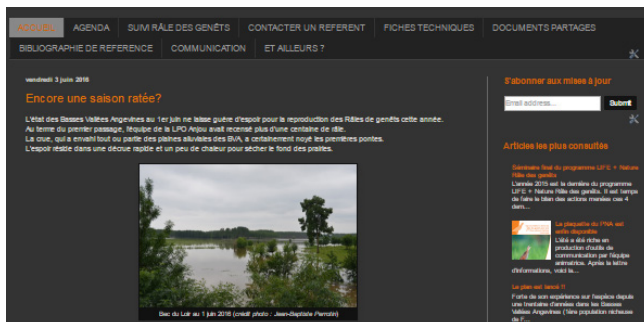 ACCUEIL AGENDA SUIVI RÂLE DES GENÊTS CONTACTER UN REFERENT FICHES TECHNIQUES DOCUMENTS PARTAGES
BIBLIOGRAPHIE DE REFERENCE COMMUNICATION ET AILLEURS ?
vendredi 3 juin 2016
Encore une saison ratée?
L'état des Basses Vallées Angevines au 1er juin ne laisse guère d'espoir pour la reproduction des Râles de genêts cette année.
Au terme du premier passage, l'équipe de la LPO Anjou avait recensé plus d'une centaine de râle.
La crue, qui a envahi tout ou partie des plaines alluviales des BVA, a certainement noyé les premières pontes.
L'espoir réside dans une décrue rapide et un peu de chaleur pour sécher le fond des prairies.
Bec du Loir au 1 juin 2016 (crédit photo : Jean-Baptiste Perrotin)
S'abonner aux mises à jour
Email address...
Submit
Articles les plus consultés
Séminaire final du programme LIFE + Nature
Râle des genêts
L'année 2015 est la dernière du programme
LIFE + Nature Râle des genêts. Il est temps
de faire le bilan des actions menées ces 4
dern...
La plaquette du PNA est
enfin disponible
L'été a été riche en
production d'outils de
communication par l'équipe
animatrice. Après la lettre
d'informations, voici la...
Le plan est lancé !!
Forte de son expérience sur l'espèce depuis
une trentaine d'années dans les Basses
Vallées Angevines (1ère population nicheuse
de F...